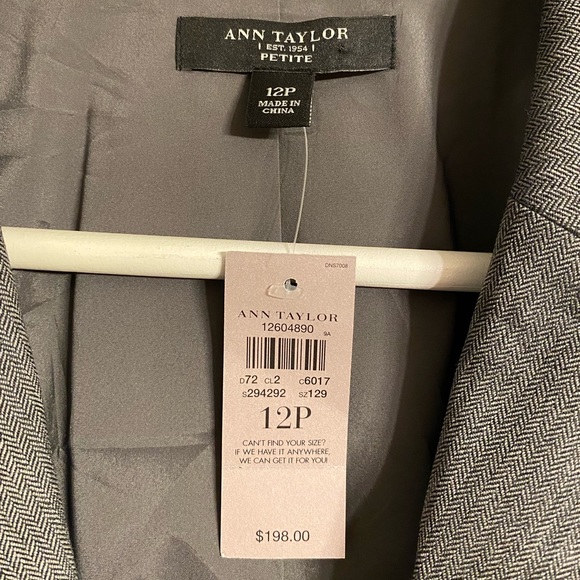 ANN TAYLOR
EST. 1954
PETITE
12P
MADE IN
CHINA
DNS7008
ANN TAYLOR
12604890
9A
D72 CL2 C6017
S294292 SZ129
12P
CAN'T FIND YOUR SIZE?
IF WE HAVE IT ANYWHERE,
WE CAN GET IT FOR YOU!
$198.00